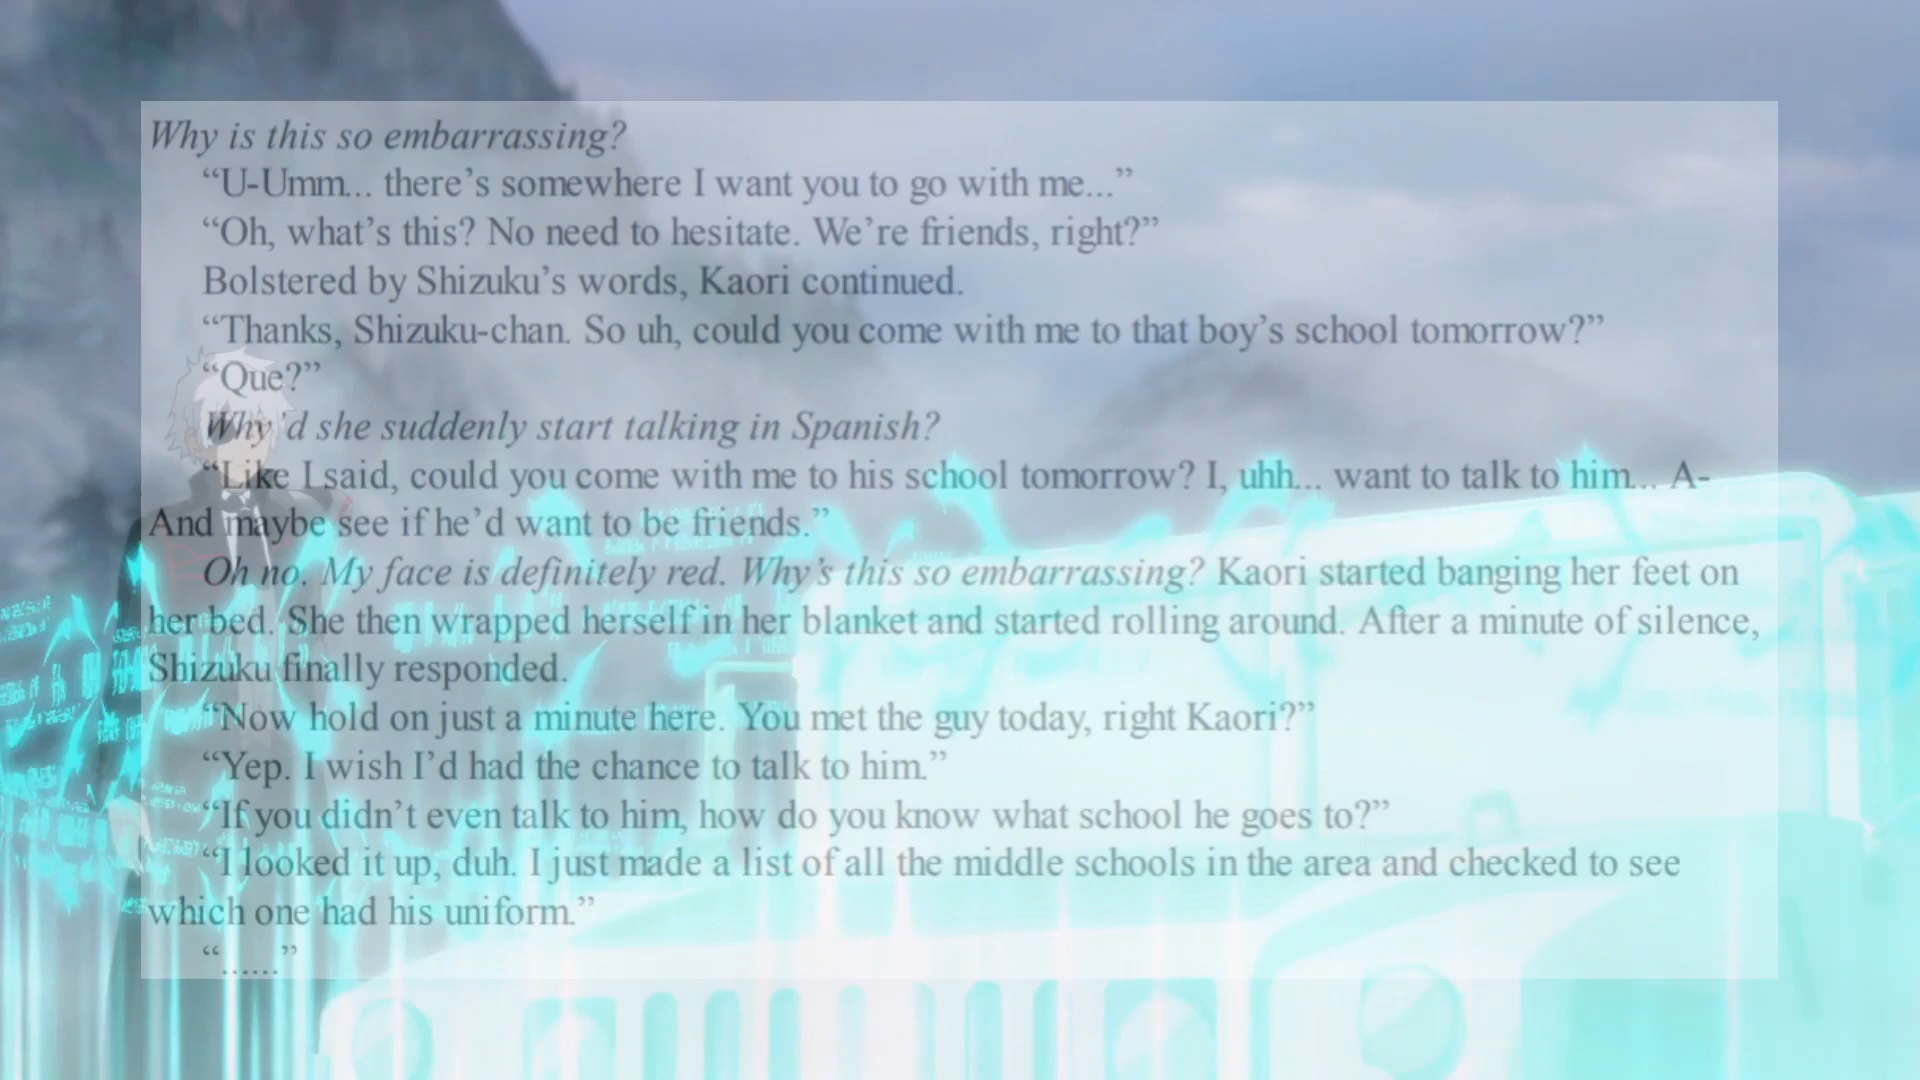 Why is this so embarrassing?
“U-Umm... there’s somewhere I want you to go with me...”
“Oh, what’s this? No need to hesitate. We’re friends, right?”
Bolstered by Shizuku’s words, Kaori continued.
“Thanks, Shizuku-chan. So uh, could you come with me to that boy’s school tomorrow?”
“Que?”
Why’d she suddenly start talking in Spanish?
“Like I said, could you come with me to his school tomorrow? I, uhh... want to talk to him... A-
And maybe see if he’d want to be friends.”
Oh no. My face is definitely red. Why’s this so embarrassing? Kaori started banging her feet on
her bed. She then wrapped herself in her blanket and started rolling around. After a minute of silence,
Shizuku finally responded.
“Now hold on just a minute here. You met the guy today, right Kaori?”
“Yep. I wish I’d had the chance to talk to him.”
“If you didn’t even talk to him, how do you know what school he goes to?”
“I looked it up, duh. I just made a list of all the middle schools in the area and checked to see
which one had his uniform.”
“......”